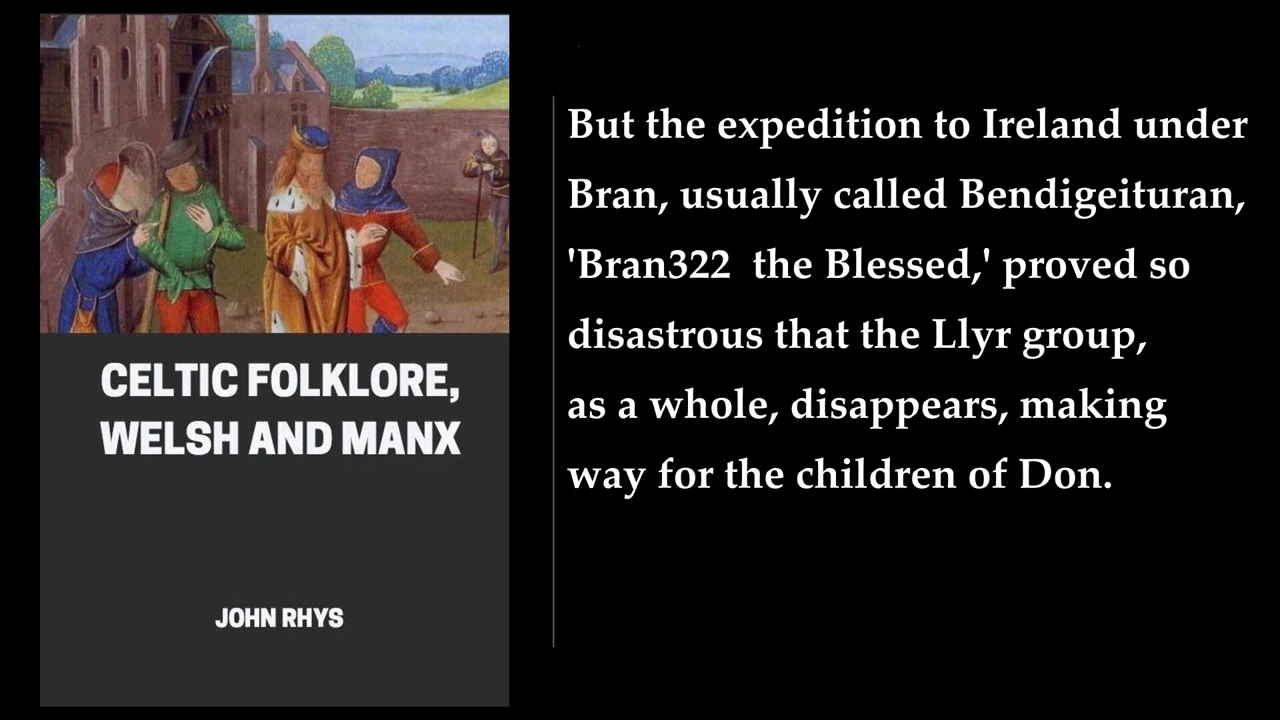 CELTIC FOLKLORE,
WELSH AND MANX
JOHN RHYS
But the expedition to Ireland under
Bran, usually called Bendigeituran,
'Bran322  the Blessed,' proved so
disastrous that the Llyr group,
as a whole, disappears, making
way for the children of Don.